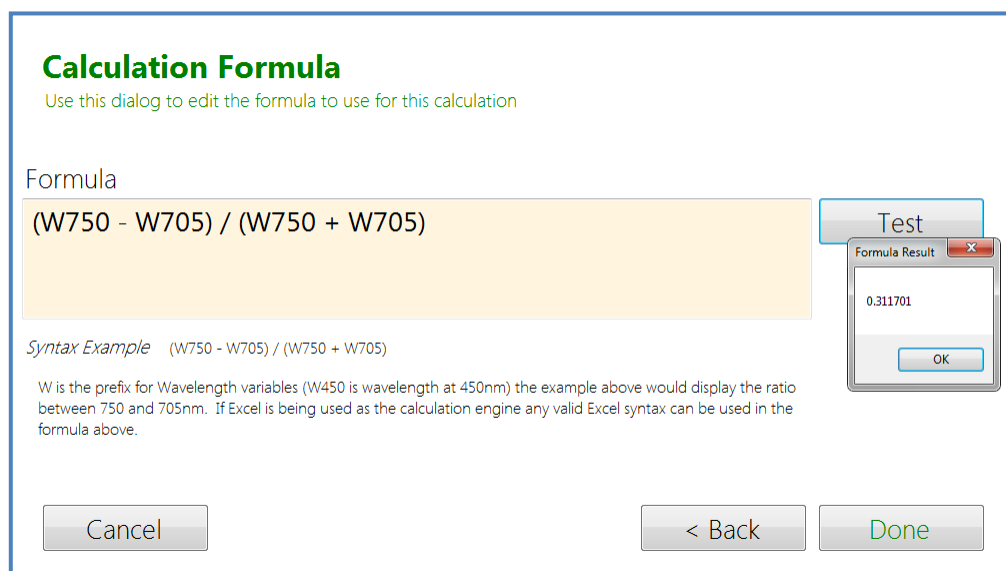 Calculation Formula
Use this dialog to edit the formula to use for this calculation
Formula
(W750 - W705) / (W750 + W705)
Test
Formula Result
x
0.311701
OK
Syntax Example (W750 - W705) / (W750 + W705)
W is the prefix for Wavelength variables (W450 is wavelength at 450nm) the example above would display the ratio
between 750 and 705nm. If Excel is being used as the calculation engine any valid Excel syntax can be used in the
formula above.
Cancel
< Back
Done